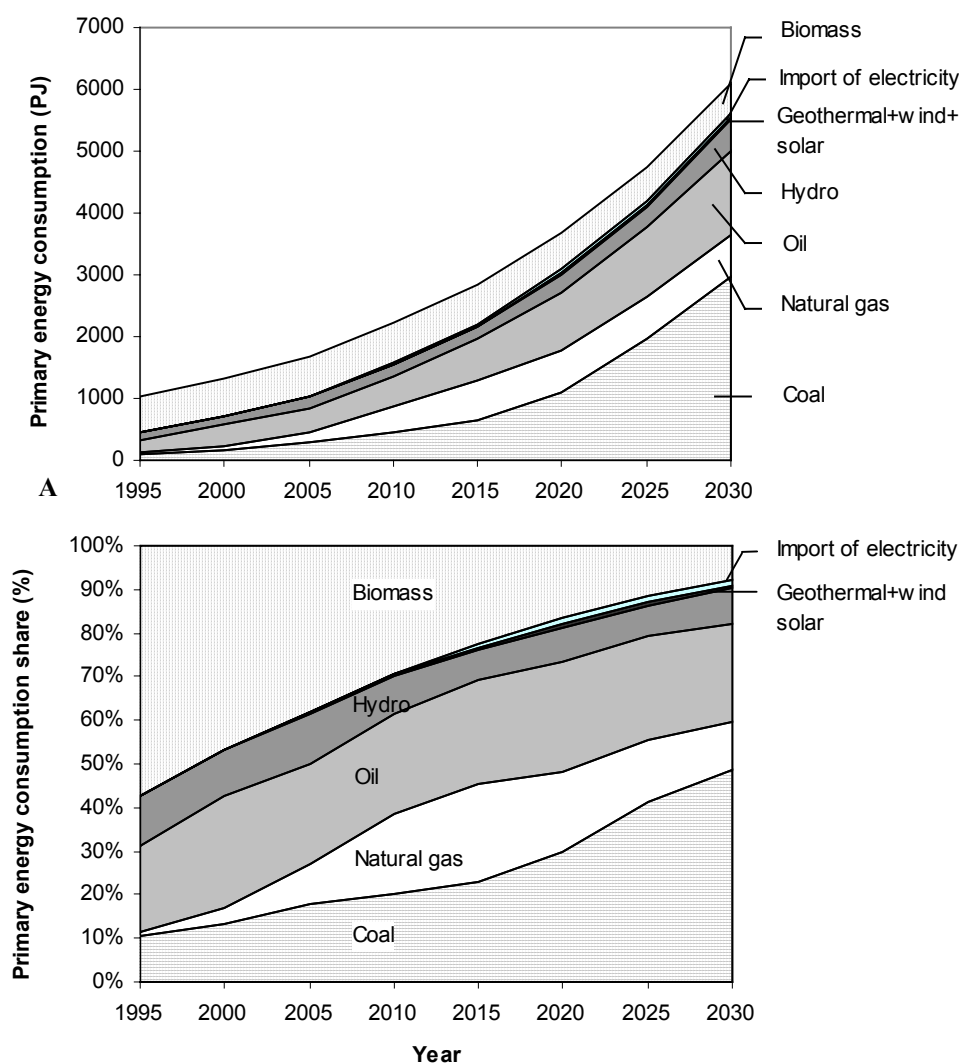 Primary energy consumption (PJ)
7000
6000
5000
4000
3000
2000
1000
0
1995 2000 2005 2010 2015 2020 2025 2030
Biomass
Import of electricity
Geothermal+w ind+
solar
Hydro
Oil
Natural gas
Coal
A
Primary energy consumption share (%)
100%
90%
80%
70%
60%
50%
40%
30%
20%
10%
0%
Biomass
Hydro
Oil
Natural gas
Coal
Import of electricity
Geothermal+w ind
solar
1995 2000 2005 2010 2015 2020 2025 2030
Year